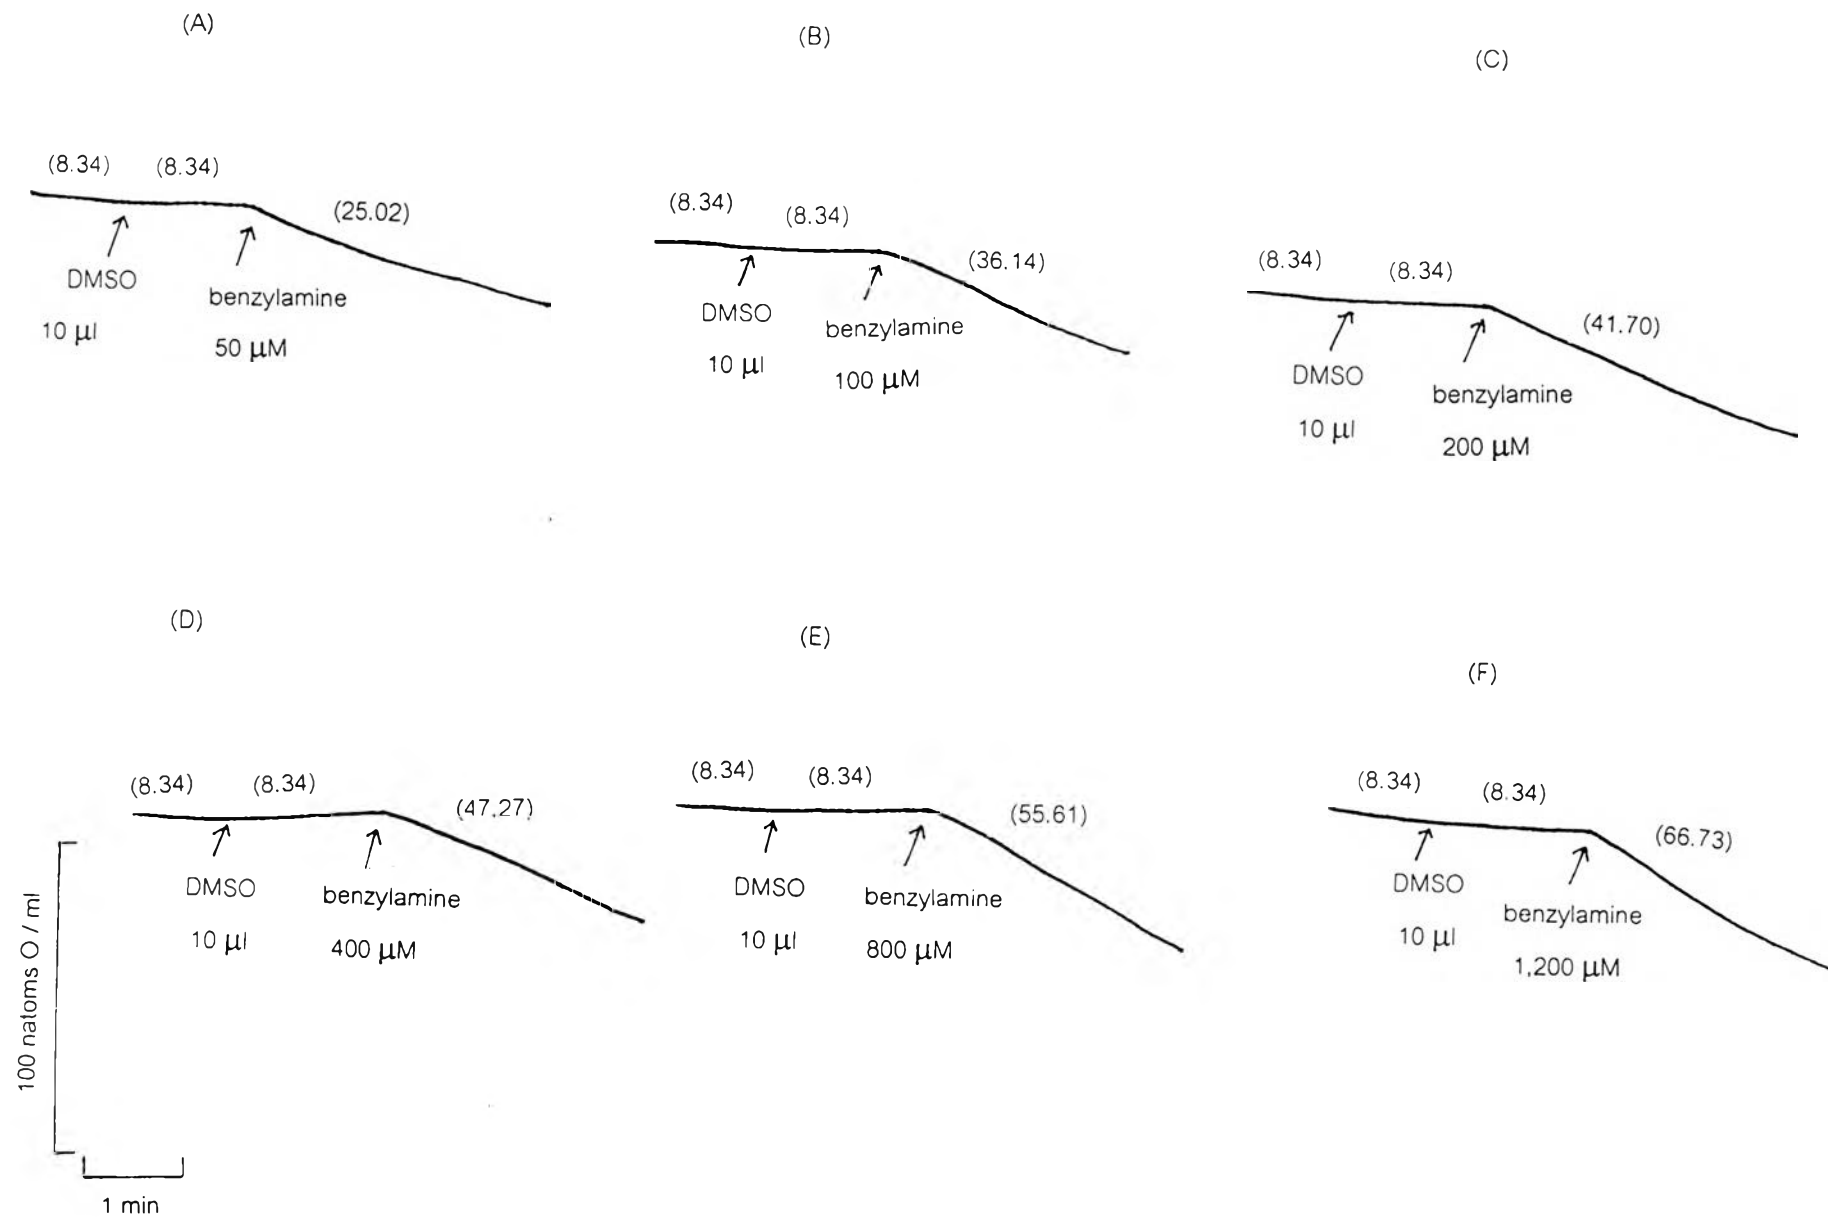 (A)
(8.34) (8.34)
(25.02)
DMSO
10 μl
benzylamine
50 μM
(B)
(8.34) (8.34)
(36.14)
DMSO
10 μl
benzylamine
100 μM
(C)
(8.34) (8.34)
(41.70)
DMSO
10 μl
benzylamine
200 μM
(D)
(8.34) (8.34)
(47.27)
DMSO
10 μl
benzylamine
400 μM
(E)
(8.34) (8.34)
(55.61)
DMSO
10 μl
benzylamine
800 μM
(F)
(8.34) (8.34)
(66.73)
DMSO
10 μl
benzylamine
1,200 μM
100 natoms O / ml
1 min